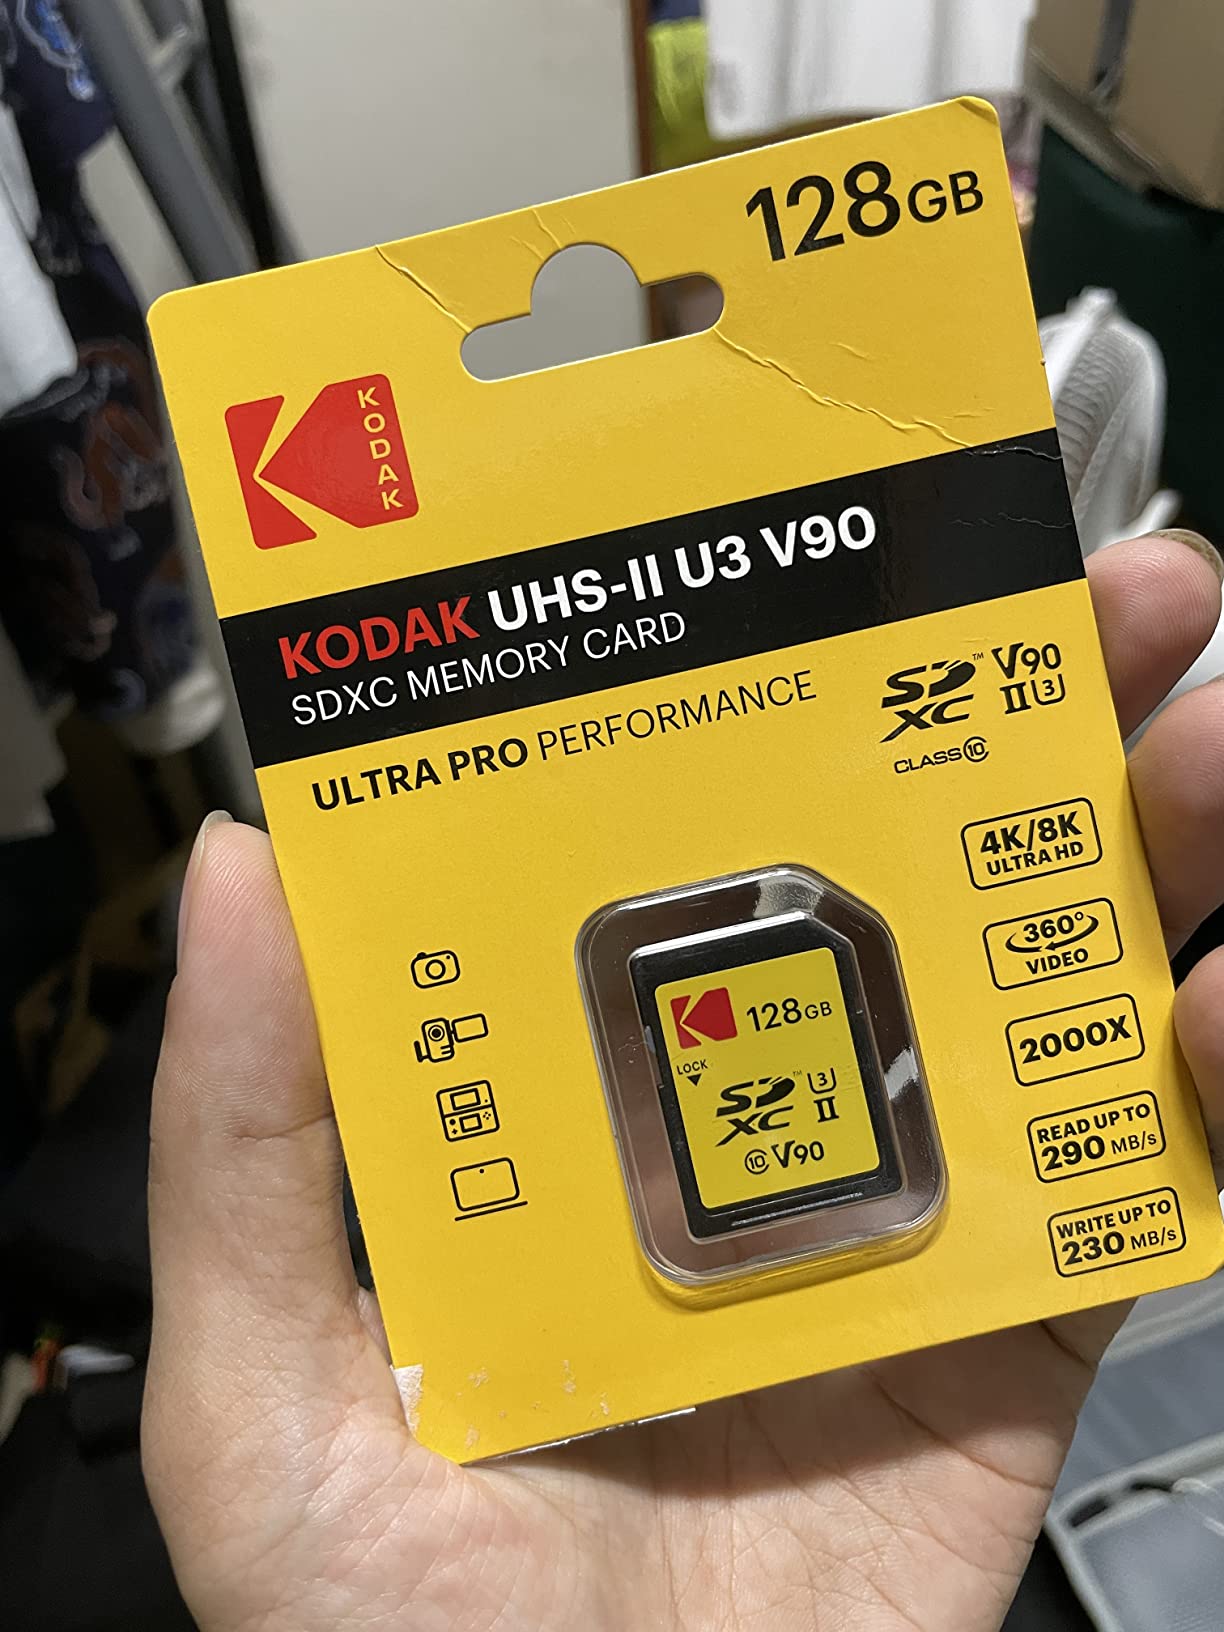 128GB
KODAK
KODAK UHS-II U3 V90
SDXC MEMORY CARD
ULTRA PRO PERFORMANCE
SD™ XC V90 II 3
CLASS 10
4K/8K
ULTRA HD
360°
VIDEO
2000X
READ UP TO
290 MB/s
WRITE UP TO
230 MB/s
128GB
LOCK
SD™ XC 3 II
10 V90